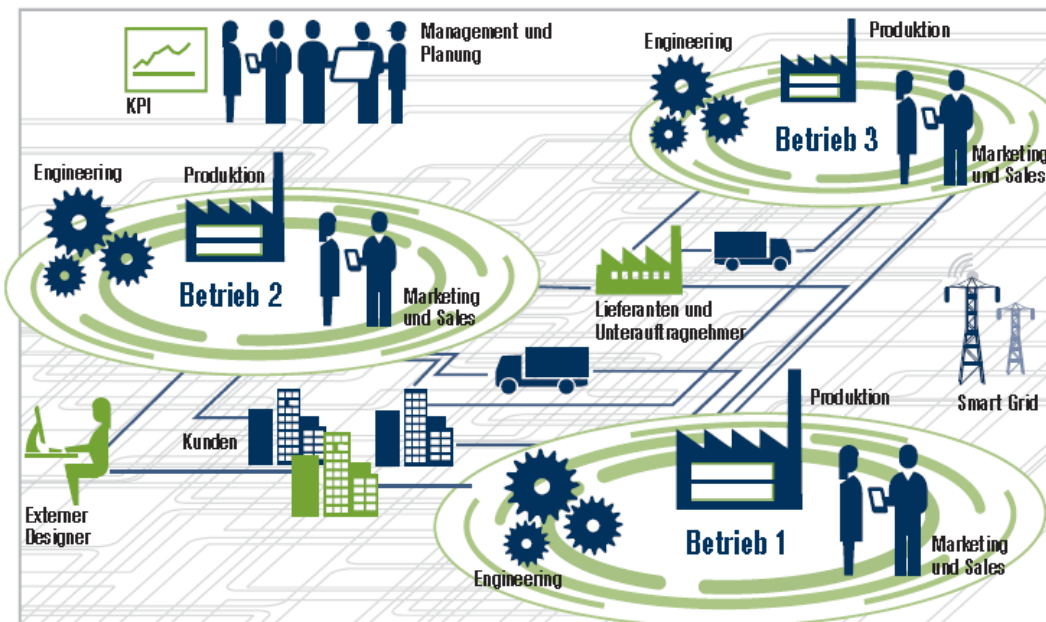 Management und
Planung
KPI
Engineering
Produktion
Betrieb 3
Marketing
und Sales
Engineering
Produktion
Betrieb 2
Marketing
und Sales
Lieferanten und
Unterauftragnehmer
Smart Grid
Kunden
Externer
Designer
Produktion
Betrieb 1
Engineering
Marketing
und Sales